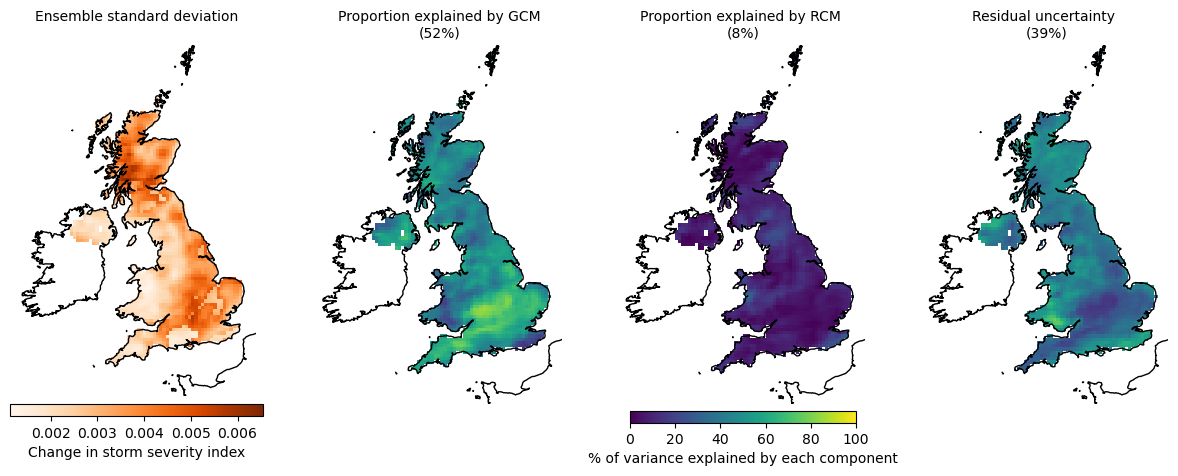 Ensemble standard deviation
Proportion explained by GCM
(52%)
Proportion explained by RCM
(8%)
Residual uncertainty
(39%)
0.002 0.003 0.004 0.005 0.006
Change in storm severity index
0 20 40 60 80 100
% of variance explained by each component